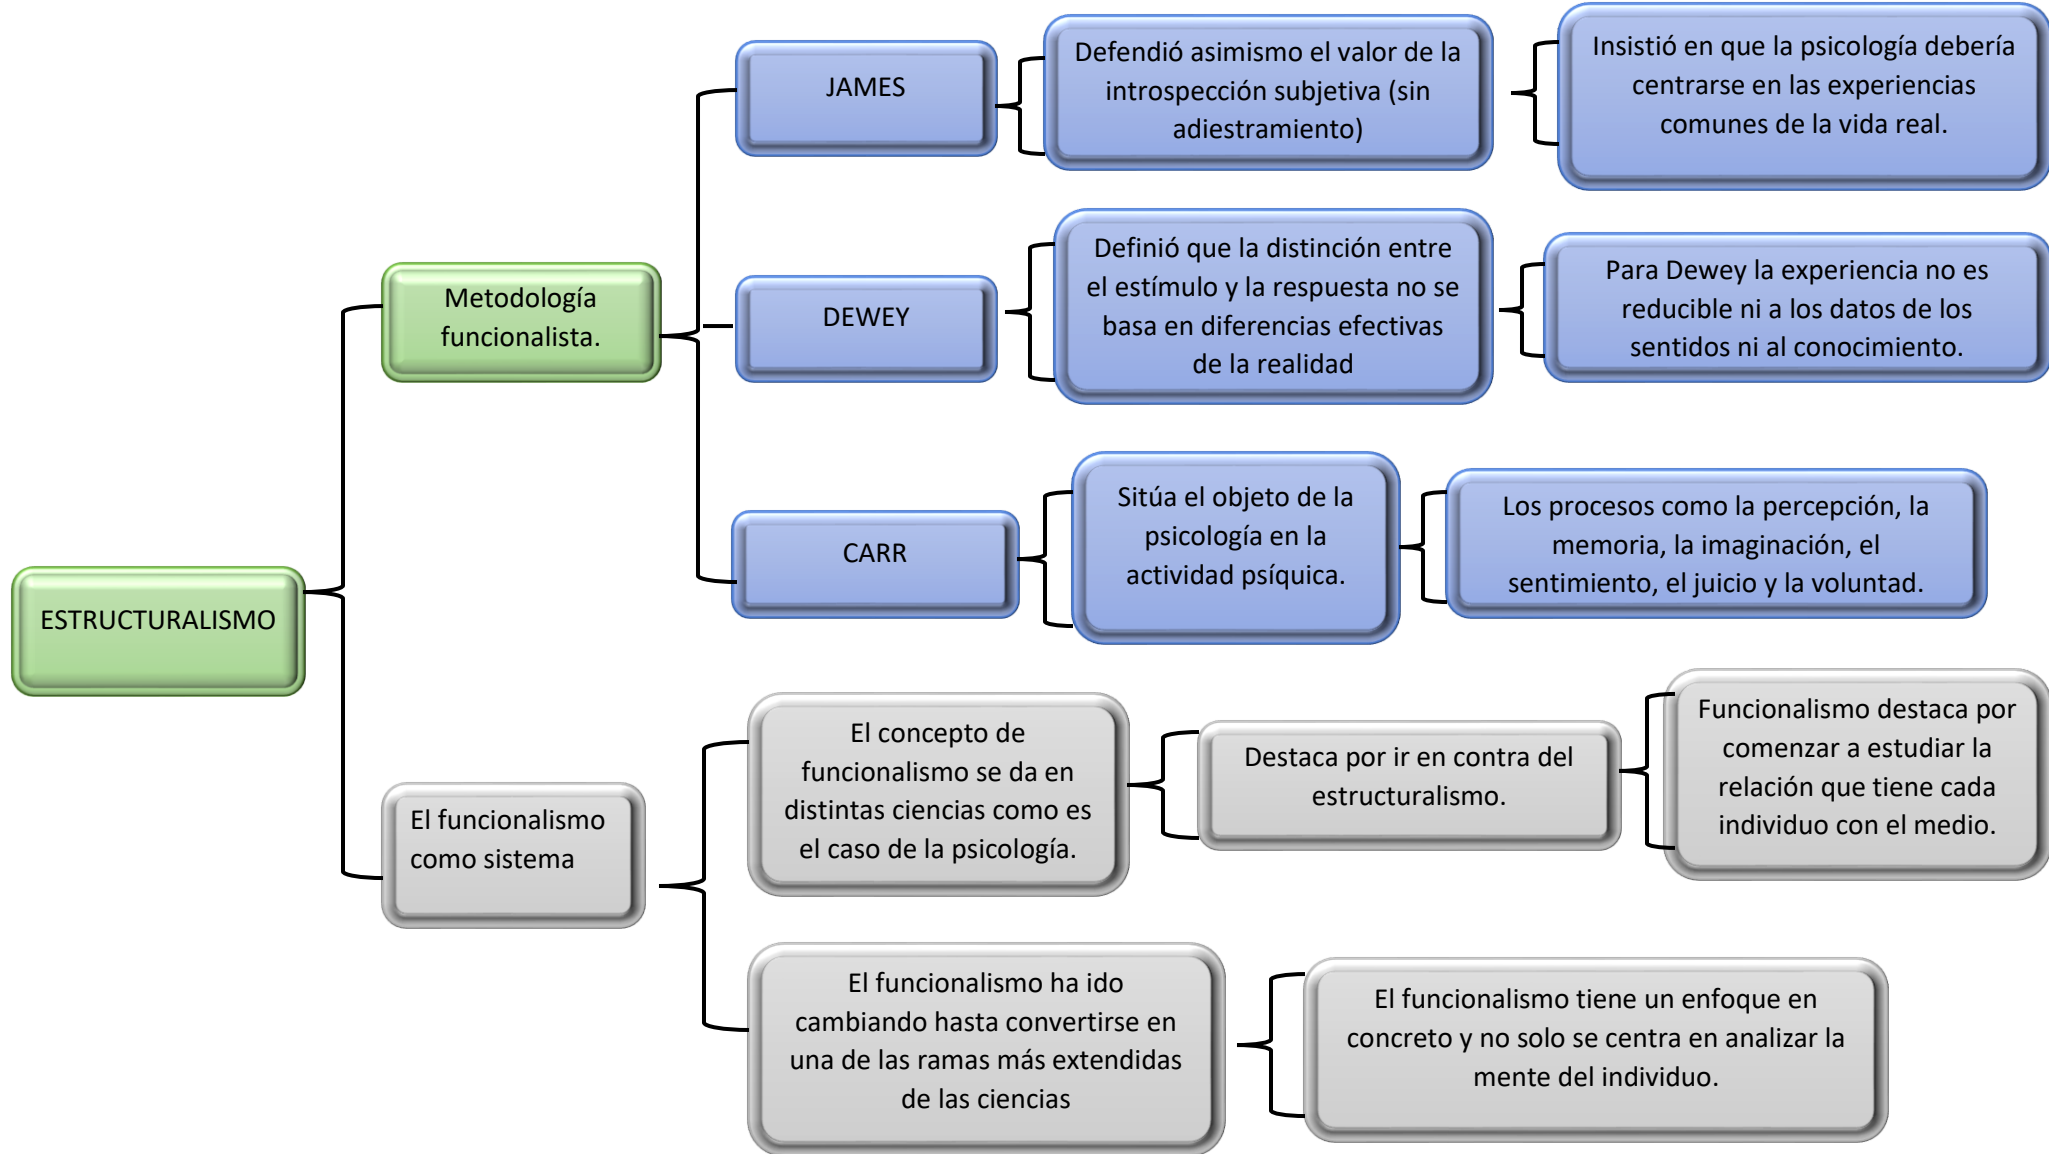 JAMES
Defendió asimismo el valor de la
introspección subjetiva (sin
adiestramiento)
Insistió en que la psicología debería
centrarse en las experiencias
comunes de la vida real.
Metodología
funcionalista.
DEWEY
Definió que la distinción entre
el estímulo y la respuesta no se
basa en diferencias efectivas
de la realidad
Para Dewey la experiencia no es
reducible ni a los datos de los
sentidos ni al conocimiento.
CARR
Sitúa el objeto de la
psicología en la
actividad psíquica.
Los procesos como la percepción, la
memoria, la imaginación, el
sentimiento, el juicio y la voluntad.
ESTRUCTURALISMO
El funcionalismo
como sistema
El concepto de
funcionalismo se da en
distintas ciencias como es
el caso de la psicología.
Destaca por ir en contra del
estructuralismo.
Funcionalismo destaca por
comenzar a estudiar la
relación que tiene cada
individuo con el medio.
El funcionalismo ha ido
cambiando hasta convertirse en
una de las ramas más extendidas
de las ciencias
El funcionalismo tiene un enfoque en
concreto y no solo se centra en analizar la
mente del individuo.